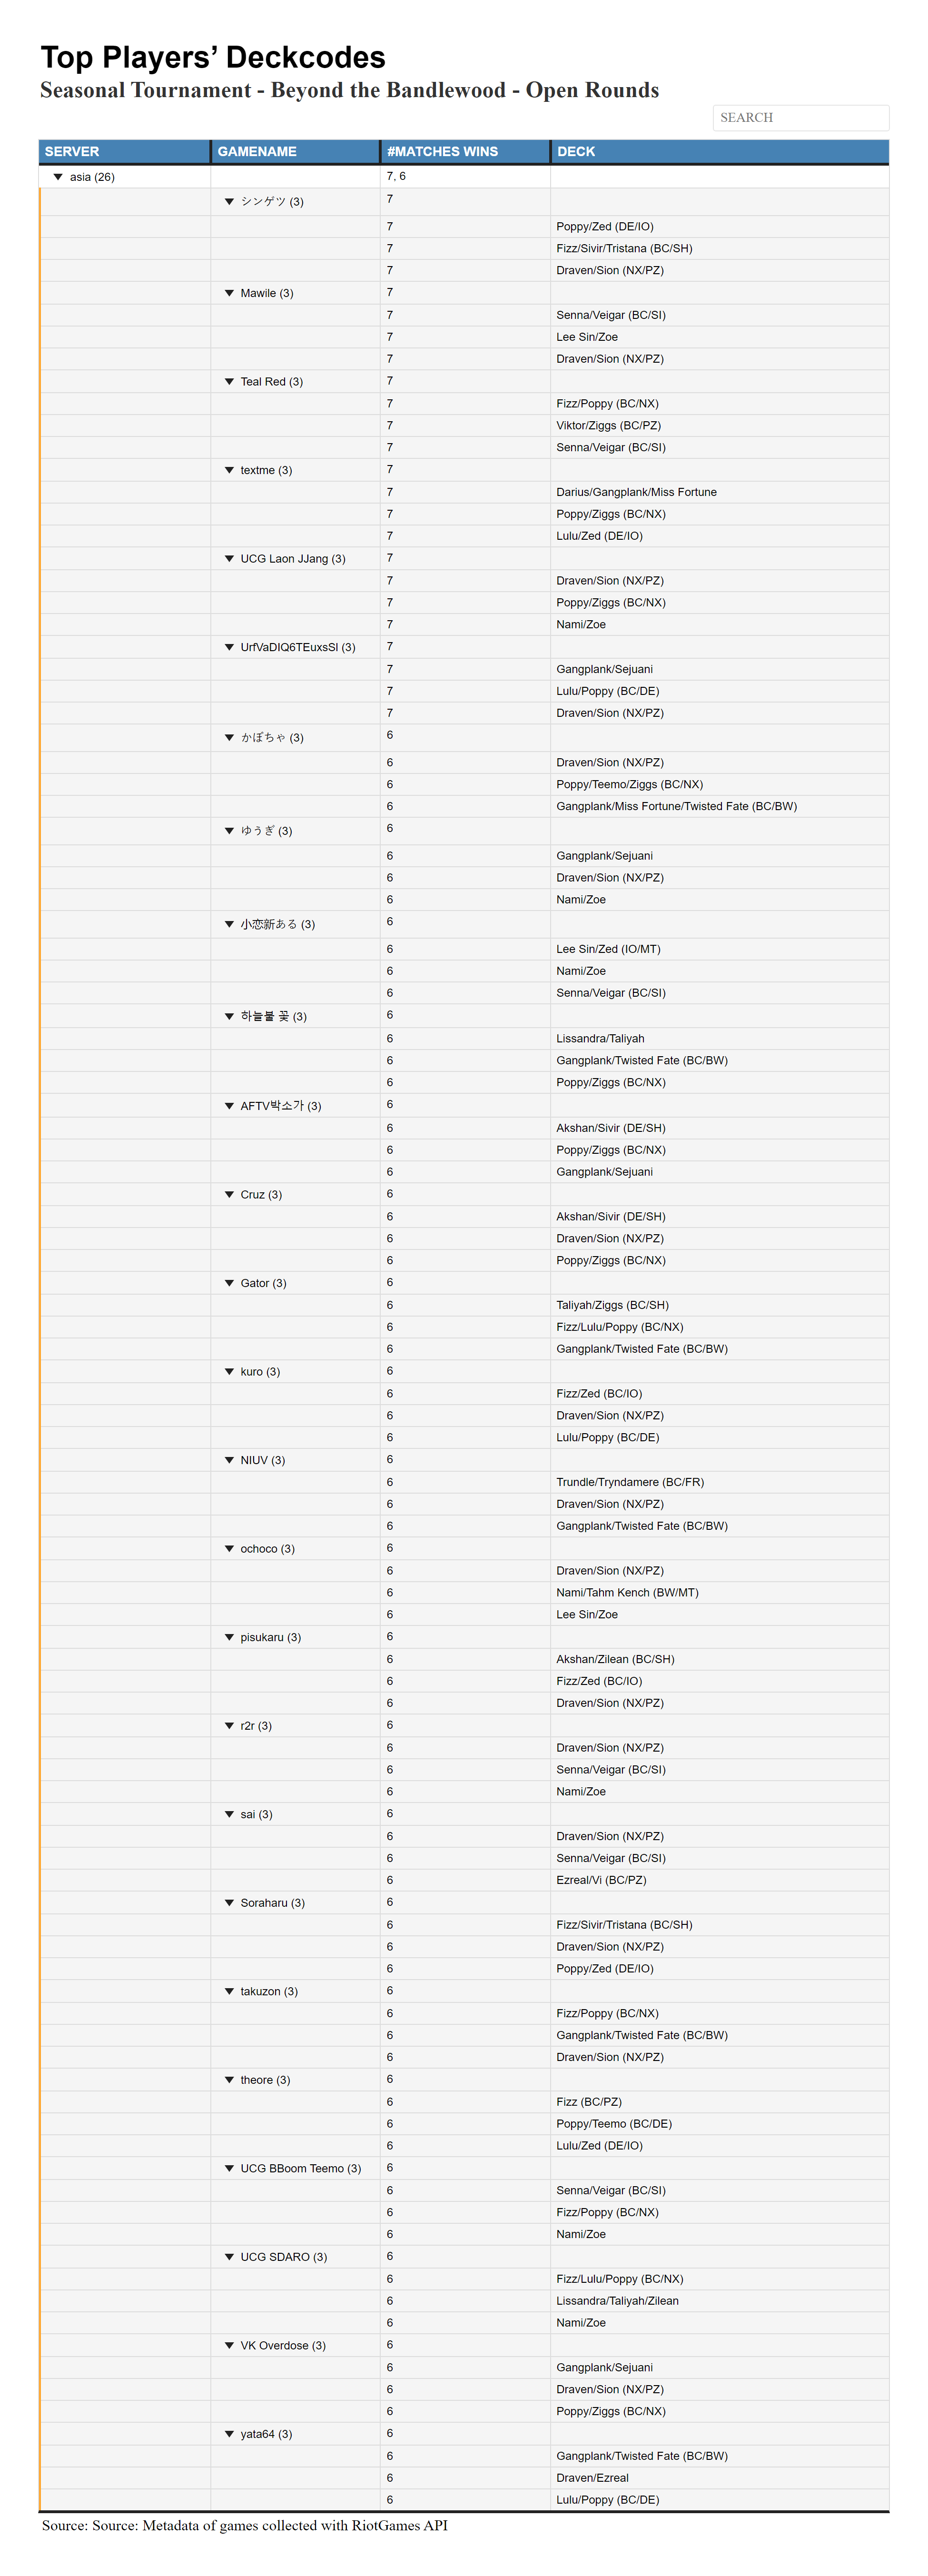 Top Players’ Deckcodes
Seasonal Tournament - Beyond the Bandlewood - Open Rounds
SEARCH
SERVER GAMENAME #MATCHES WINS DECK
▼ asia (26) 7, 6
▼ シンゲツ (3) 7
7 Poppy/Zed (DE/IO)
7 Fizz/Sivir/Tristana (BC/SH)
7 Draven/Sion (NX/PZ)
▼ Mawile (3) 7
7 Senna/Veigar (BC/SI)
7 Lee Sin/Zoe
7 Draven/Sion (NX/PZ)
▼ Teal Red (3) 7
7 Fizz/Poppy (BC/NX)
7 Viktor/Ziggs (BC/PZ)
7 Senna/Veigar (BC/SI)
▼ textme (3) 7
7 Darius/Gangplank/Miss Fortune
7 Poppy/Ziggs (BC/NX)
7 Lulu/Zed (DE/IO)
▼ UCG Laon JJang (3) 7
7 Draven/Sion (NX/PZ)
7 Poppy/Ziggs (BC/NX)
7 Nami/Zoe
▼ UrfVaDIQ6TEuxsSI (3) 7
7 Gangplank/Sejuani
7 Lulu/Poppy (BC/DE)
7 Draven/Sion (NX/PZ)
▼ かぼちゃ (3) 6
6 Draven/Sion (NX/PZ)
6 Poppy/Teemo/Ziggs (BC/NX)
6 Gangplank/Miss Fortune/Twisted Fate (BC/BW)
▼ ゆうぎ (3) 6
6 Gangplank/Sejuani
6 Draven/Sion (NX/PZ)
6 Nami/Zoe
▼ 小恋新ある (3) 6
6 Lee Sin/Zed (IO/MT)
6 Nami/Zoe
6 Senna/Veigar (BC/SI)
▼ 하늘불 꽃 (3) 6
6 Lissandra/Taliyah
6 Gangplank/Twisted Fate (BC/BW)
6 Poppy/Ziggs (BC/NX)
▼ AFTV박소가 (3) 6
6 Akshan/Sivir (DE/SH)
6 Poppy/Ziggs (BC/NX)
6 Gangplank/Sejuani
▼ Cruz (3) 6
6 Akshan/Sivir (DE/SH)
6 Draven/Sion (NX/PZ)
6 Poppy/Ziggs (BC/NX)
▼ Gator (3) 6
6 Taliyah/Ziggs (BC/SH)
6 Fizz/Lulu/Poppy (BC/NX)
6 Gangplank/Twisted Fate (BC/BW)
▼ kuro (3) 6
6 Fizz/Zed (BC/IO)
6 Draven/Sion (NX/PZ)
6 Lulu/Poppy (BC/DE)
▼ NIUV (3) 6
6 Trundle/Tryndamere (BC/FR)
6 Draven/Sion (NX/PZ)
6 Gangplank/Twisted Fate (BC/BW)
▼ ochoco (3) 6
6 Draven/Sion (NX/PZ)
6 Nami/Tahm Kench (BW/MT)
6 Lee Sin/Zoe
▼ pisukaru (3) 6
6 Akshan/Zilean (BC/SH)
6 Fizz/Zed (BC/IO)
6 Draven/Sion (NX/PZ)
▼ r2r (3) 6
6 Draven/Sion (NX/PZ)
6 Senna/Veigar (BC/SI)
6 Nami/Zoe
▼ sai (3) 6
6 Draven/Sion (NX/PZ)
6 Senna/Veigar (BC/SI)
6 Ezreal/Vi (BC/PZ)
▼ Soraharu (3) 6
6 Fizz/Sivir/Tristana (BC/SH)
6 Draven/Sion (NX/PZ)
6 Poppy/Zed (DE/IO)
▼ takuzon (3) 6
6 Fizz/Poppy (BC/NX)
6 Gangplank/Twisted Fate (BC/BW)
6 Draven/Sion (NX/PZ)
▼ theore (3) 6
6 Fizz (BC/PZ)
6 Poppy/Teemo (BC/DE)
6 Lulu/Zed (DE/IO)
▼ UCG BBoom Teemo (3) 6
6 Senna/Veigar (BC/SI)
6 Fizz/Poppy (BC/NX)
6 Nami/Zoe
▼ UCG SDARO (3) 6
6 Fizz/Lulu/Poppy (BC/NX)
6 Lissandra/Taliyah/Zilean
6 Nami/Zoe
▼ VK Overdose (3) 6
6 Gangplank/Sejuani
6 Draven/Sion (NX/PZ)
6 Poppy/Ziggs (BC/NX)
▼ yata64 (3) 6
6 Gangplank/Twisted Fate (BC/BW)
6 Draven/Ezreal
6 Lulu/Poppy (BC/DE)
Source: Source: Metadata of games collected with RiotGames API